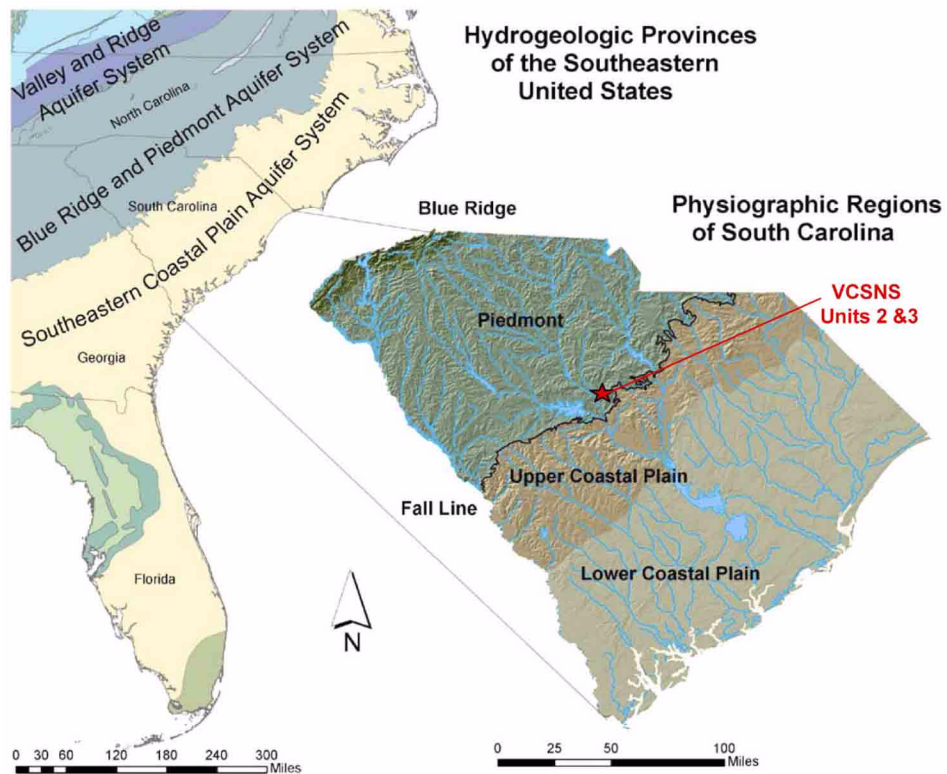 Hydrogeologic Provinces
of the Southeastern
United States
Valley and Ridge
Aquifer System
North Carolina
Blue Ridge and Piedmont Aquifer System
South Carolina
Southeastern Coastal Plain Aquifer System
Georgia
Florida
Physiographic Regions
of South Carolina
Blue Ridge
Piedmont
VCSNS
Units 2 &3
Upper Coastal Plain
Fall Line
Lower Coastal Plain
N
0 30 60 120 180 240 300
Miles
0 50 100
Miles